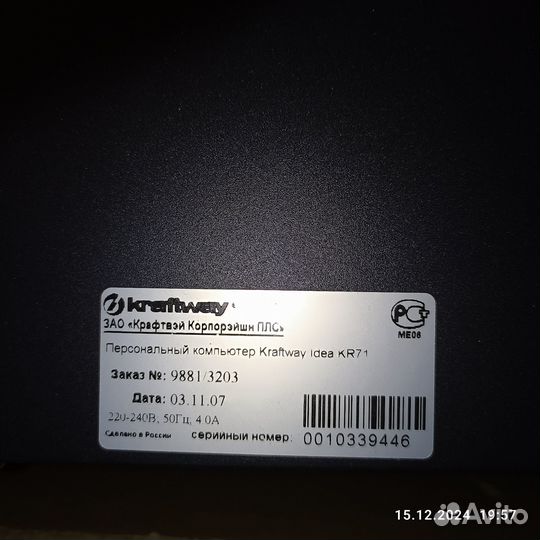 kraftway
ЗАО «Крафтвэй Корпорэйшн ПЛС»
РС
МЕ06
Персональный компьютер Kraftway Idea KR71
Заказ №: 9881/3203
Дата: 03.11.07
220-240В, 50Гц, 4.0А
Сделано в России
серийный номер:
0010339446
15.12.2024 19:57
Avito